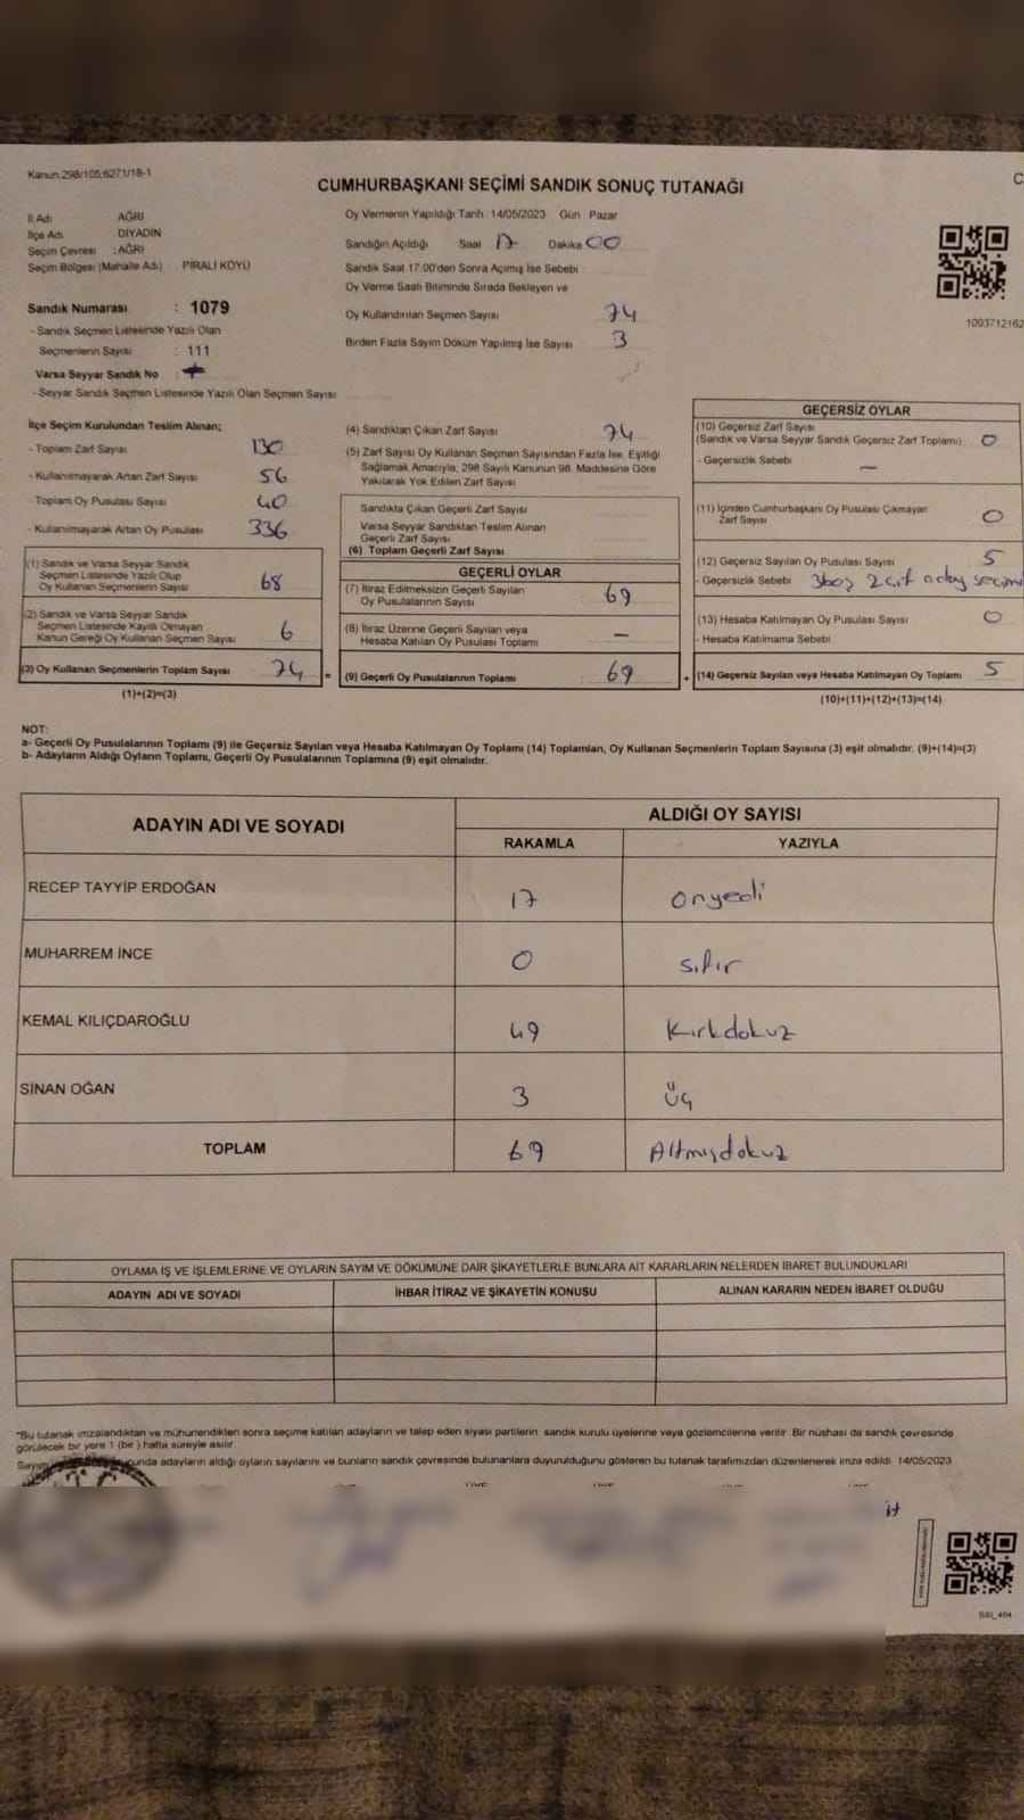 Kanun:298/105;6271/18-1
CUMHURBAŞKANI SEÇİMİ SANDIK SONUÇ TUTANAĞI
C
İl Adı AĞRI
İlçe Adı DİYADİN
Seçim Çevresi : AĞRI
Seçim Bölgesi (Mahalle Adı) PİRALİ KÖYÜ
Oy Vermenin Yapıldığı Tarih 14/05/2023 Gün Pazar
Sandığın Açıldığı Saat 17 Dakika 00
Sandık Saat 17:00'den Sonra Açılmış İse Sebebi
Oy Verme Saati Bitiminde Sırada Bekleyen ve
Oy Kullandırılan Seçmen Sayısı 74
Birden Fazla Sayım Döküm Yapılmış İse Sayısı 3
1003712162
Sandık Numarası : 1079
- Sandık Seçmen Listesinde Yazılı Olan
Seçmenlerin Sayısı : 111
Varsa Seyyar Sandık No :
- Seyyar Sandık Seçmen Listesinde Yazılı Olan Seçmen Sayısı
İlçe Seçim Kurulundan Teslim Alınan;
- Toplam Zarf Sayısı 130
- Kullanılmayarak Artan Zarf Sayısı 56
- Toplam Oy Pusulası Sayısı 40
- Kullanılmayarak Artan Oy Pusulası 336
(1) Sandık ve Varsa Seyyar Sandık
Seçmen Listesinde Yazılı Olup
Oy Kullanan Seçmenlerin Sayısı 68
(2) Sandık ve Varsa Seyyar Sandık
Seçmen Listesinde Kayıtlı Olmayan
Kanun Gereği Oy Kullanan Seçmen Sayısı 6
(3) Oy Kullanan Seçmenlerin Toplam Sayısı 74 =
(1)+(2)=(3)
(4) Sandıktan Çıkan Zarf Sayısı 74
(5) Zarf Sayısı Oy Kullanan Seçmen Sayısından Fazla İse, Eşitliği
Sağlamak Amacıyla; 298 Sayılı Kanunun 98. Maddesine Göre
Yakılarak Yok Edilen Zarf Sayısı
Sandıkta Çıkan Geçerli Zarf Sayısı
Varsa Seyyar Sandıktan Teslim Alınan
Geçerli Zarf Sayısı
(6) Toplam Geçerli Zarf Sayısı
GEÇERLİ OYLAR
(7) İtiraz Edilmeksizin Geçerli Sayılan
Oy Pusulalarının Sayısı 69
(8) İtiraz Üzerine Geçerli Sayılan veya
Hesaba Katılan Oy Pusulası Toplamı -
(9) Geçerli Oy Pusulalarının Toplamı 69 +
GEÇERSİZ OYLAR
(10) Geçersiz Zarf Sayısı
(Sandık ve Varsa Seyyar Sandık Geçersiz Zarf Toplamı) 0
- Geçersizlik Sebebi -
(11) İçinden Cumhurbaşkanı Oy Pusulası Çıkmayan
Zarf Sayısı 0
(12) Geçersiz Sayılan Oy Pusulası Sayısı 5
- Geçersizlik Sebebi 3boş 2çift aday seçimi
(13) Hesaba Katılmayan Oy Pusulası Sayısı 0
- Hesaba Katılmama Sebebi
(14) Geçersiz Sayılan veya Hesaba Katılmayan Oy Toplamı 5
(10)+(11)+(12)+(13)=(14)
NOT:
a- Geçerli Oy Pusulalarının Toplamı (9) ile Geçersiz Sayılan veya Hesaba Katılmayan Oy Toplamı (14) Toplamları, Oy Kullanan Seçmenlerin Toplam Sayısına (3) eşit olmalıdır. (9)+(14)=(3)
b- Adayların Aldığı Oyların Toplamı, Geçerli Oy Pusulalarının Toplamına (9) eşit olmalıdır.
ADAYIN ADI VE SOYADI
ALDIĞI OY SAYISI
RAKAMLA YAZIYLA
RECEP TAYYİP ERDOĞAN 17 onyedi
MUHARREM İNCE 0 sıfır
KEMAL KILIÇDAROĞLU 49 Kırkdokuz
SİNAN OĞAN 3 üç
TOPLAM 69 Altmışdokuz
OYLAMA İŞ VE İŞLEMLERİNE VE OYLARIN SAYIM VE DÖKÜMÜNE DAİR ŞİKAYETLERLE BUNLARA AİT KARARLARIN NELERDEN İBARET BULUNDUKLARI
ADAYIN ADI VE SOYADI İHBAR İTİRAZ VE ŞİKAYETİN KONUSU ALINAN KARARIN NEDEN İBARET OLDUĞU
"Bu tutanak imzalandıktan ve mühürlendikten sonra seçime katılan adayların ve talep eden siyasi partilerin sandık kurulu üyelerine veya gözlemcilerine verilir. Bir nüshası da sandık çevresinde
görülecek bir yere 1 (bir) hafta süreyle asılır.
adayların aldığı oyların sayılarını ve bunların sandık çevresinde bulunanlara duyurulduğunu gösteren bu tutanak tarafımızdan düzenlenerek imza edildi. 14/05/2023